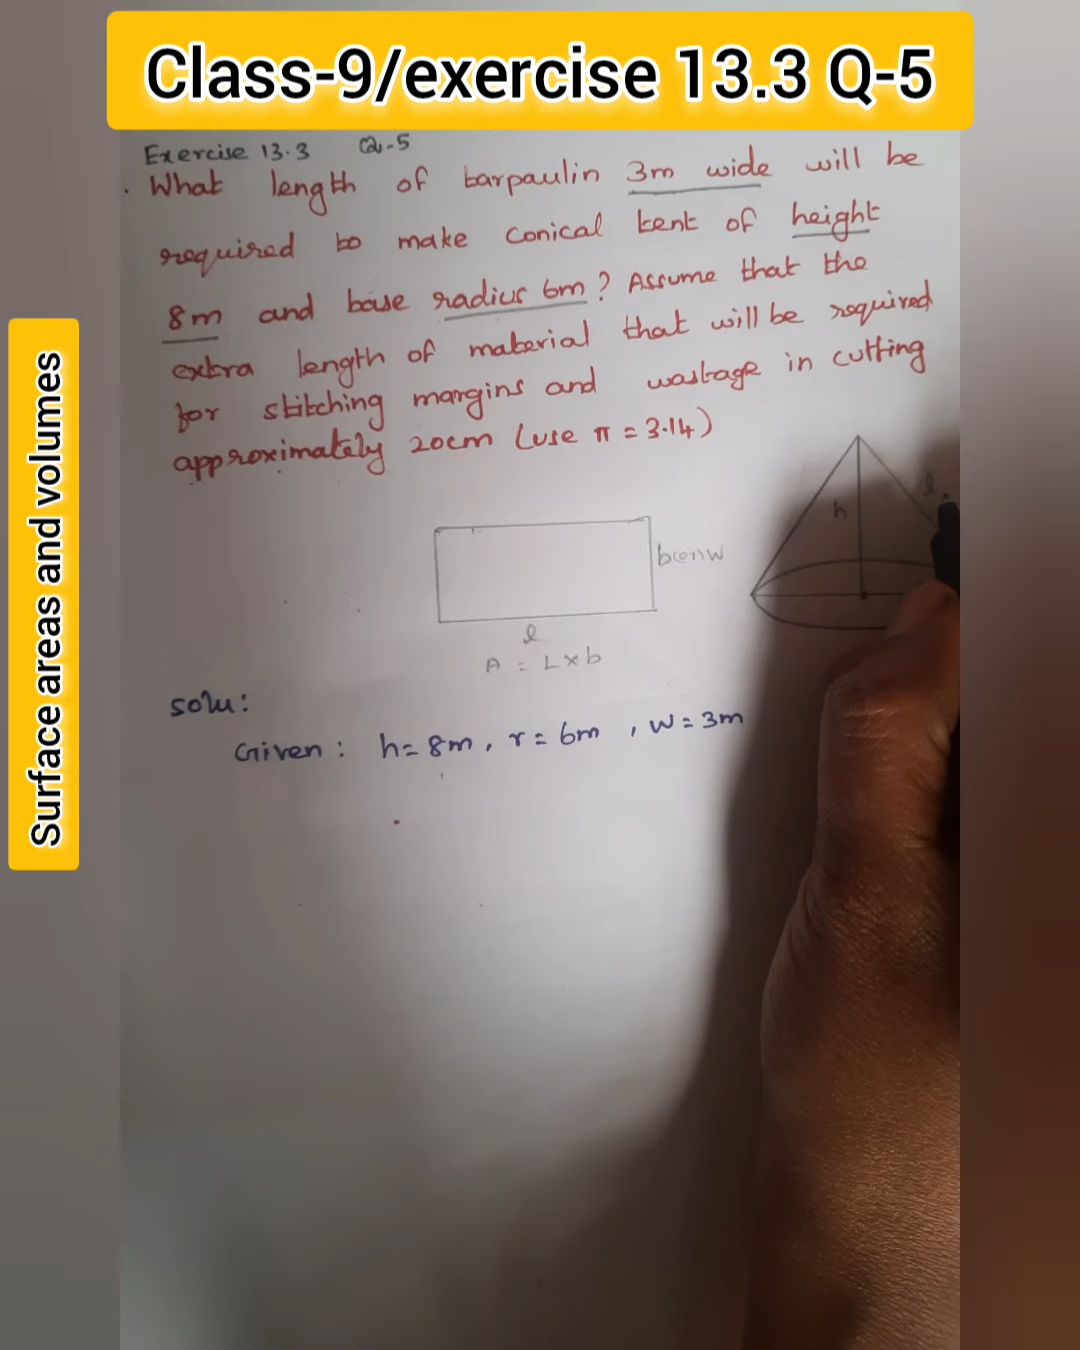 Class-9/exercise 13.3 Q-5
Surface areas and volumes
Exercise 13.3 Q-5
. What length of tarpaulin 3m wide will be
required to make conical tent of height
8m and base radius 6m? Assume that the
extra length of material that will be required
for stitching margins and wastage in cutting
approximately 20cm (use π = 3.14)
h
l
b(or)w
l
A = L×b
Solu:
Given: h= 8m, r= 6m, w= 3m